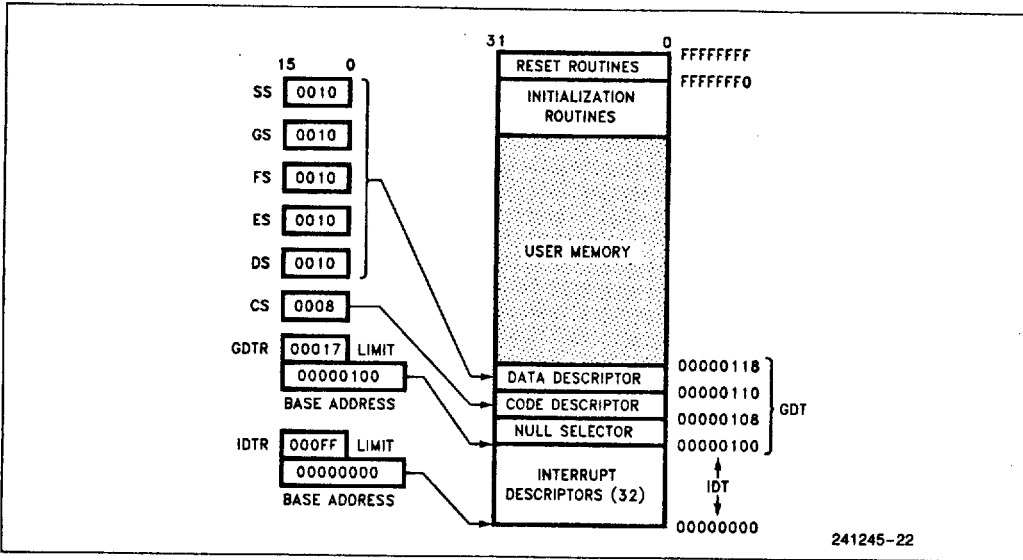 31 0
FFFFFFFF
RESET ROUTINES
FFFFFFF0
INITIALIZATION
ROUTINES
15 0
SS 0010
GS 0010
FS 0010
ES 0010
DS 0010
CS 0008
GDTR 00017 LIMIT
00000100
BASE ADDRESS
IDTR 000FF LIMIT
00000000
BASE ADDRESS
USER MEMORY
DATA DESCRIPTOR
CODE DESCRIPTOR
NULL SELECTOR
INTERRUPT
DESCRIPTORS (32)
00000118
00000110
00000108
00000100
GDT
IDT
00000000
241245-22